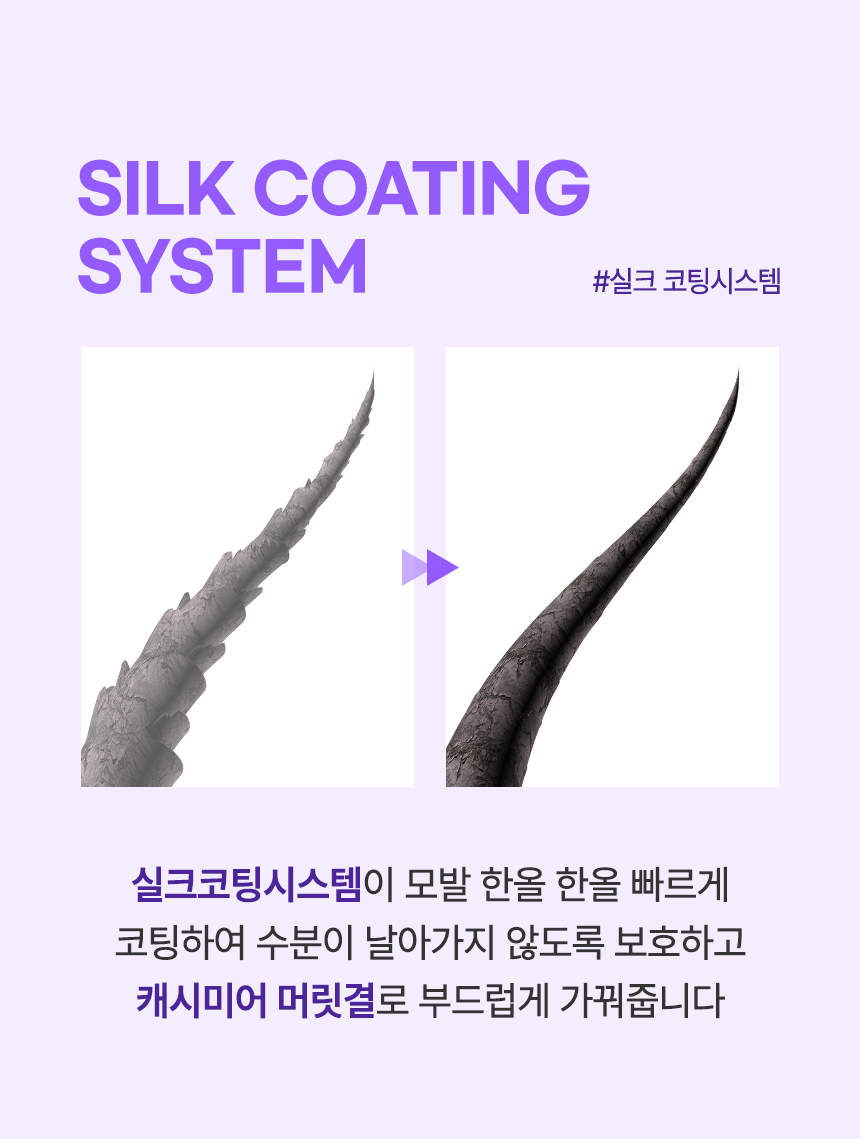 SILK COATING
SYSTEM
#실크 코팅시스템
실크코팅시스템이 모발 한올 한올 빠르게
코팅하여 수분이 날아가지 않도록 보호하고
캐시미어 머릿결로 부드럽게 가꿔줍니다